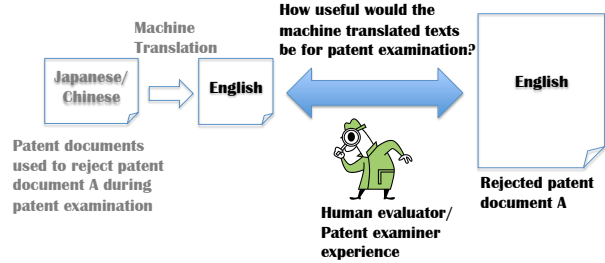 Machine
Translation
How useful would the
machine translated texts
be for patent examination?
Japanese/
Chinese
English
English
Patent documents
used to reject patent
document A during
patent examination
Rejected patent
document A
Human evaluator/
Patent examiner
experience